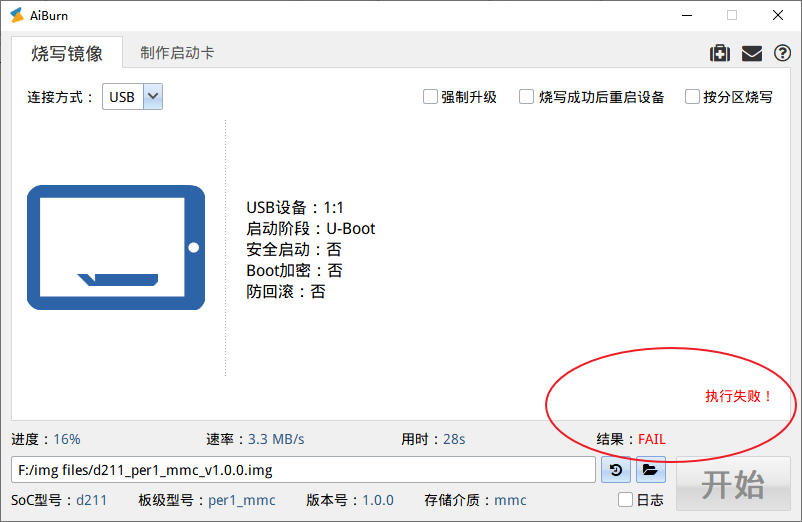 AiBurn
烧写镜像 制作启动卡
连接方式： USB 强制升级 烧写成功后重启设备 按分区烧写
USB设备：1:1
启动阶段：U-Boot
安全启动：否
Boot加密：否
防回滚：否
执行失败！
进度：16% 速率：3.3 MB/s 用时：28s 结果：FAIL
F:/img files/d211_per1_mmc_v1.0.0.img
开始
SoC型号：d211 板级型号：per1_mmc 版本号：1.0.0 存储介质：mmc 日志